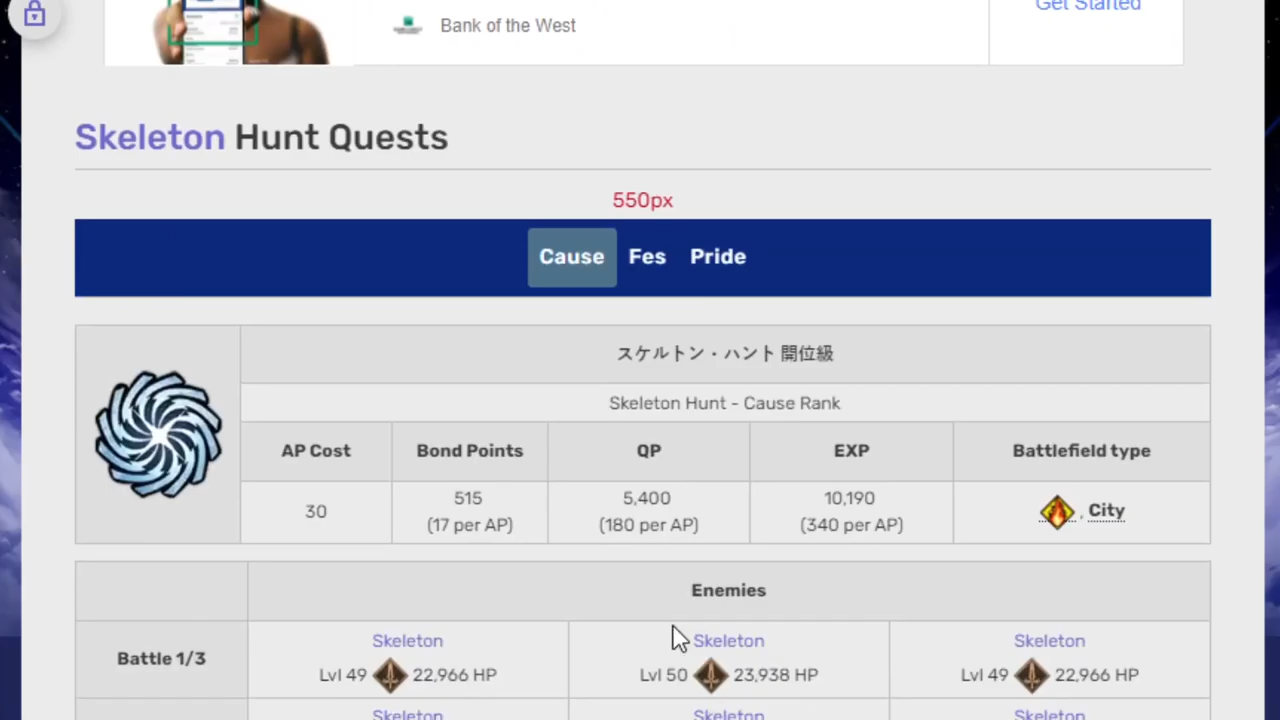 Get Started
Bank of the West
Skeleton Hunt Quests
550px
Cause Fes Pride
スケルトン・ハント 開位級
Skeleton Hunt - Cause Rank
AP Cost Bond Points QP EXP Battlefield type
30 515 (17 per AP) 5,400 (180 per AP) 10,190 (340 per AP) , City
Enemies
Battle 1/3
Skeleton Skeleton Skeleton
Lvl 49 22,966 HP Lvl 50 23,938 HP Lvl 49 22,966 HP
Skeleton Skeleton Skeleton